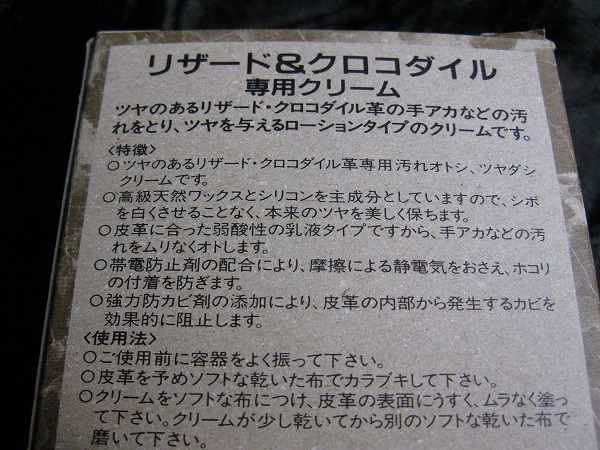 リザード&クロコダイル
専用クリーム
ツヤのあるリザード・クロコダイル革の手アカなどの汚
れをとり、ツヤを与えるローションタイプのクリームです。
〈特徴〉
○ツヤのあるリザード・クロコダイル革専用汚れオトシ、ツヤダシ
クリームです。
○高級天然ワックスとシリコンを主成分としていますので、シボ
を白くさせることなく、本来のツヤを美しく保ちます。
○皮革に合った弱酸性の乳液タイプですから、手アカなどの汚
れをムリなくオトします。
○帯電防止剤の配合により、摩擦による静電気をおさえ、ホコリ
の付着を防ぎます。
○強力防カビ剤の添加により、皮革の内部から発生するカビを
効果的に阻止します。
〈使用法〉
○ご使用前に容器をよく振って下さい。
○皮革を予めソフトな乾いた布でカラブキして下さい。
○クリームをソフトな布につけ、皮革の表面にうすく、ムラなく塗っ
て下さい。クリームが少し乾いてから別のソフトな乾いた布で
磨いて下さい。